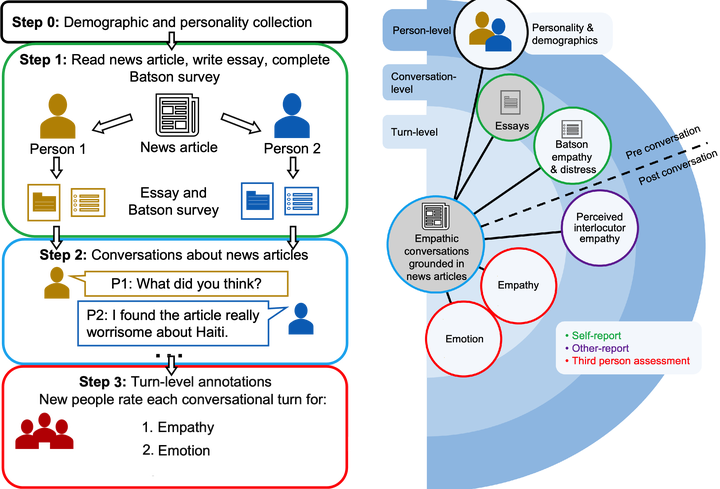 Step 0: Demographic and personality collection
Step 1: Read news article, write essay, complete
Batson survey
Person 1
News article
Person 2
Essay and
Batson survey
Step 2: Conversations about news articles
P1: What did you think?
P2: I found the article really
worrisome about Haiti.
...
Step 3: Turn-level annotations
New people rate each conversational turn for:
1. Empathy
2. Emotion
Person-level
Personality &
demographics
Conversation-
level
Turn-level
Essays
Batson
empathy
& distress
Pre conversation
Post conversation
Empathic
conversations
grounded in
news articles
Perceived
interlocutor
empathy
Empathy
Emotion
• Self-report
• Other-report
• Third person assessment